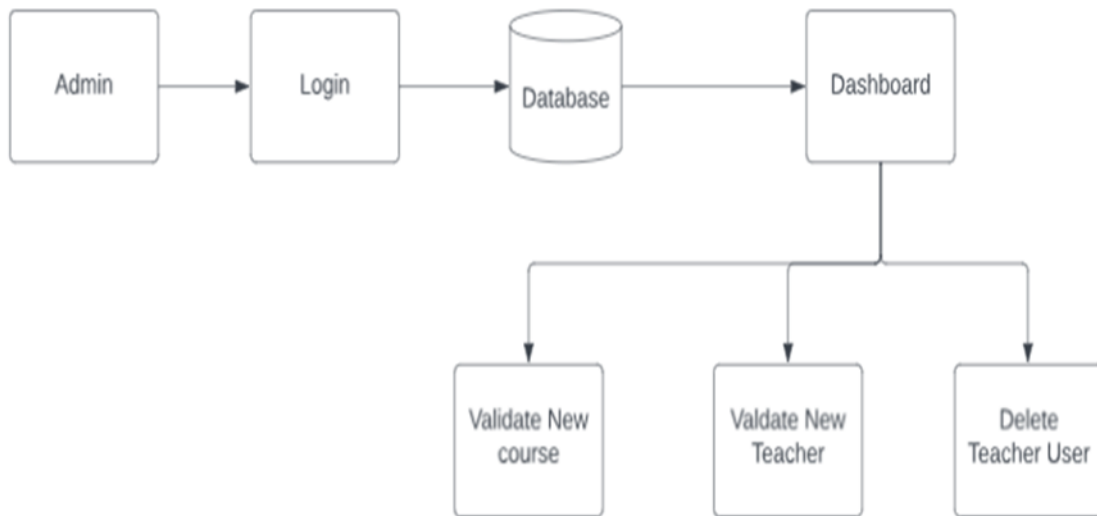 Admin
Login
Database
Dashboard
Validate New
course
Valdate New
Teacher
Delete
Teacher User